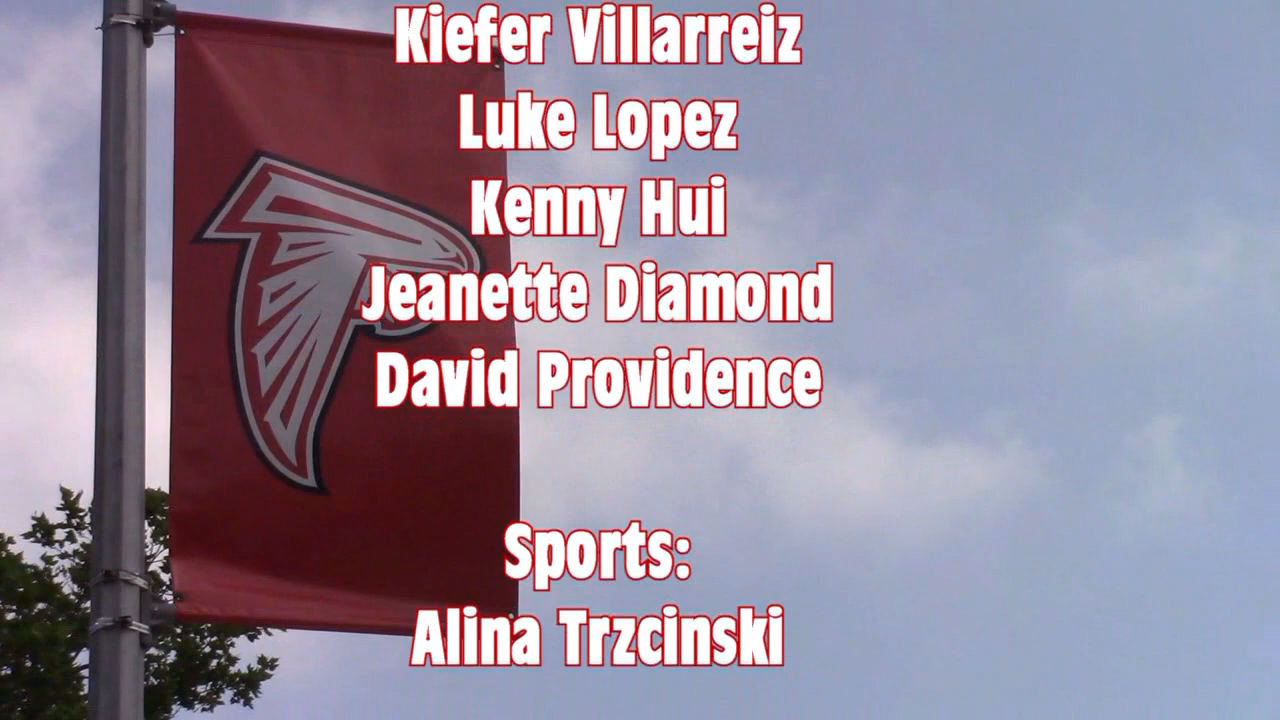 Kiefer Villarreiz
Luke Lopez
Kenny Hui
Jeanette Diamond
David Providence
Sports:
Alina Trzcinski